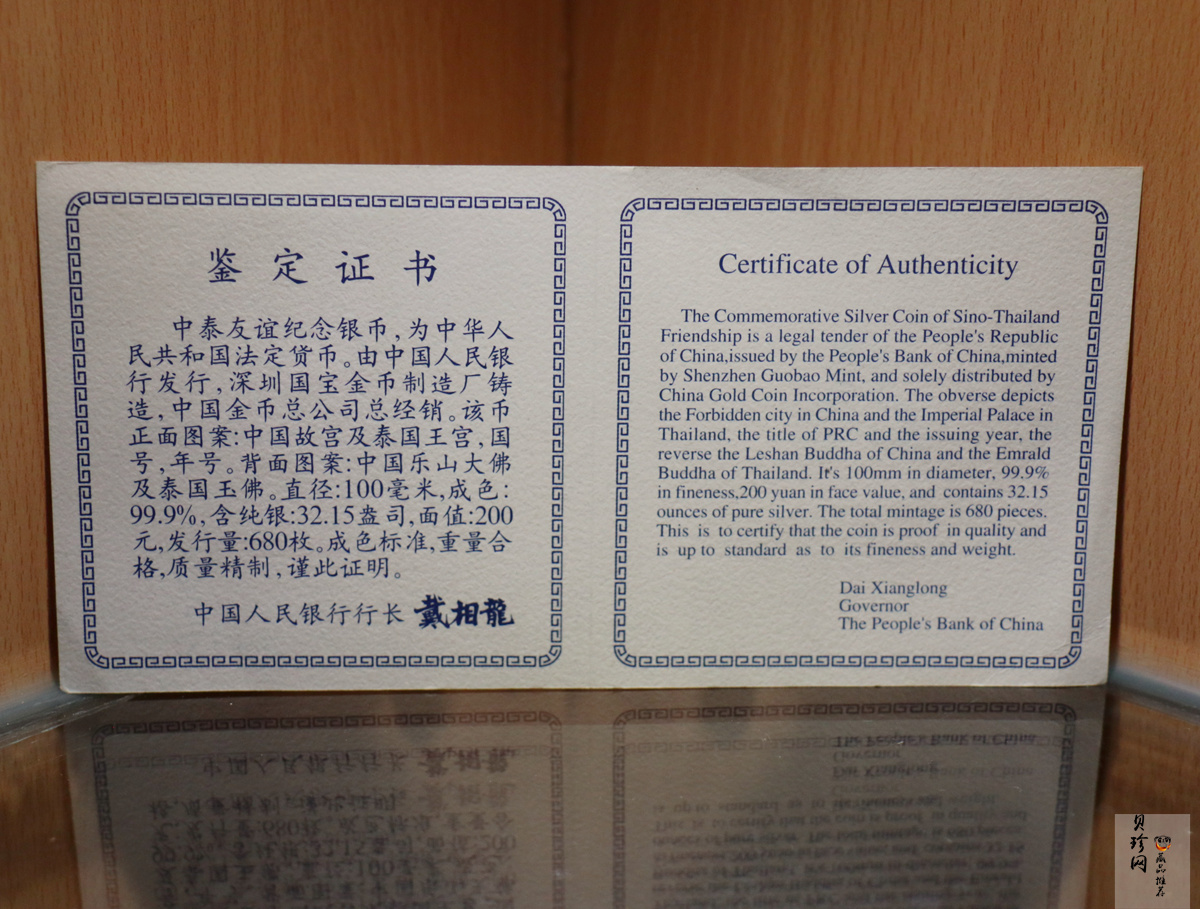 鉴定证书
中泰友谊纪念银币,为中华人
民共和国法定货币。由中国人民银
行发行,深圳国宝金币制造厂铸
造,中国金币总公司总经销。该币
正面图案:中国故宫及泰国王宫,国
号,年号。背面图案:中国乐山大佛
及泰国玉佛。直径:100毫米,成色:
99.9%,含纯银:32.15盎司,面值:200
元,发行量:680枚。成色标准,重量合
格,质量精制,谨此证明。
中国人民银行行长 戴相龍
Certificate of Authenticity
The Commemorative Silver Coin of Sino-Thailand
Friendship is a legal tender of the People's Republic
of China,issued by the People's Bank of China,minted
by Shenzhen Guobao Mint, and solely distributed by
China Gold Coin Incorporation. The obverse depicts
the Forbidden city in China and the Imperial Palace in
Thailand, the title of PRC and the issuing year, the
reverse the Leshan Buddha of China and the Emrald
Buddha of Thailand. It's 100mm in diameter, 99.9%
in fineness,200 yuan in face value, and contains 32.15
ounces of pure silver. The total mintage is 680 pieces.
This is to certify that the coin is proof in quality and
is up to standard as to its fineness and weight.
Dai Xianglong
Governor
The People's Bank of China
贝珍网
藏品推荐